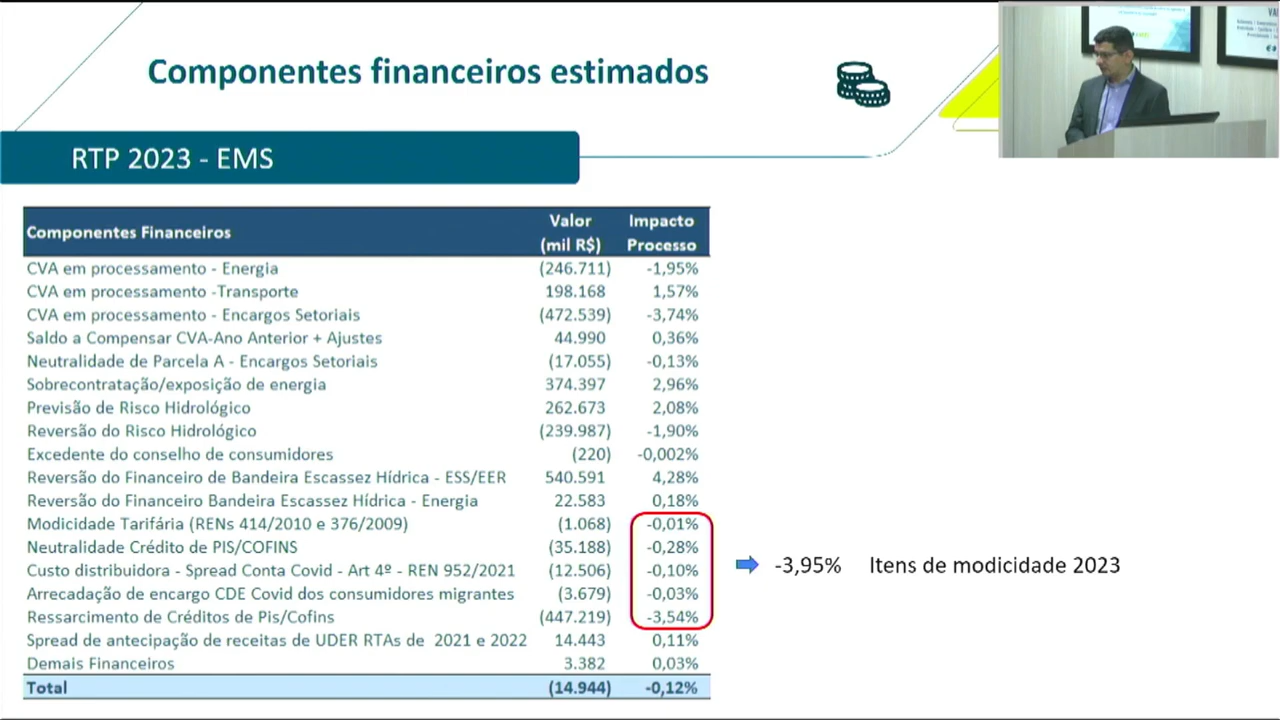 Componentes financeiros estimados
RTP 2023 - EMS
Componentes Financeiros Valor (mil R$) Impacto Processo
CVA em processamento - Energia (246.711) -1,95%
CVA em processamento -Transporte 198.168 1,57%
CVA em processamento - Encargos Setoriais (472.539) -3,74%
Saldo a Compensar CVA-Ano Anterior + Ajustes 44.990 0,36%
Neutralidade de Parcela A - Encargos Setoriais (17.055) -0,13%
Sobrecontratação/exposição de energia 374.397 2,96%
Previsão de Risco Hidrológico 262.673 2,08%
Reversão do Risco Hidrológico (239.987) -1,90%
Excedente do conselho de consumidores (220) -0,002%
Reversão do Financeiro de Bandeira Escassez Hídrica - ESS/EER 540.591 4,28%
Reversão do Financeiro Bandeira Escassez Hídrica - Energia 22.583 0,18%
Modicidade Tarifária (RENs 414/2010 e 376/2009) (1.068) -0,01%
Neutralidade Crédito de PIS/COFINS (35.188) -0,28%
Custo distribuidora - Spread Conta Covid - Art 4º - REN 952/2021 (12.506) -0,10%
Arrecadação de encargo CDE Covid dos consumidores migrantes (3.679) -0,03%
Ressarcimento de Créditos de Pis/Cofins (447.219) -3,54%
Spread de antecipação de receitas de UDER RTAs de 2021 e 2022 14.443 0,11%
Demais Financeiros 3.382 0,03%
Total (14.944) -0,12%
-3,95% Itens de modicidade 2023